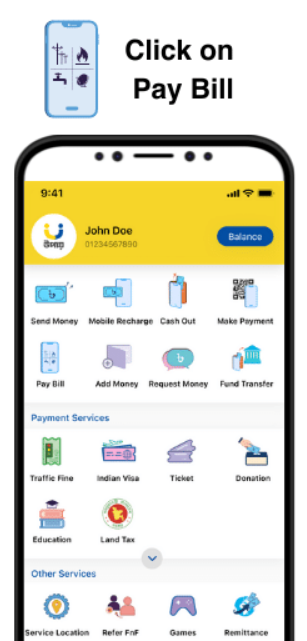 Click on
Pay Bill
9:41
John Doe
01234567890
Balance
উপায়
Send Money Mobile Recharge Cash Out Make Payment
Pay Bill Add Money Request Money Fund Transfer
Payment Services
Traffic Fine Indian Visa Ticket Donation
Education Land Tax
Other Services
Service Location Refer FnF Games Remittance